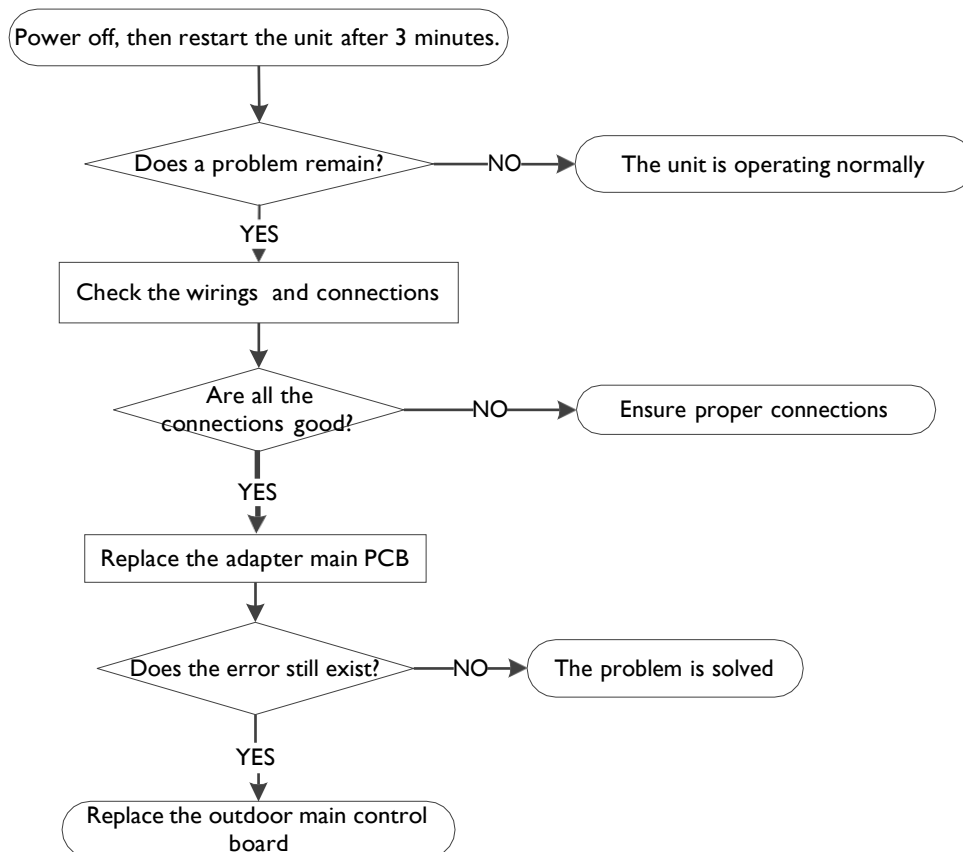 Power off, then restart the unit after 3 minutes.
Does a problem remain?
NO
The unit is operating normally
YES
Check the wirings and connections
Are all the
connections good?
NO
Ensure proper connections
YES
Replace the adapter main PCB
Does the error still exist?
NO
The problem is solved
YES
Replace the outdoor main control
board